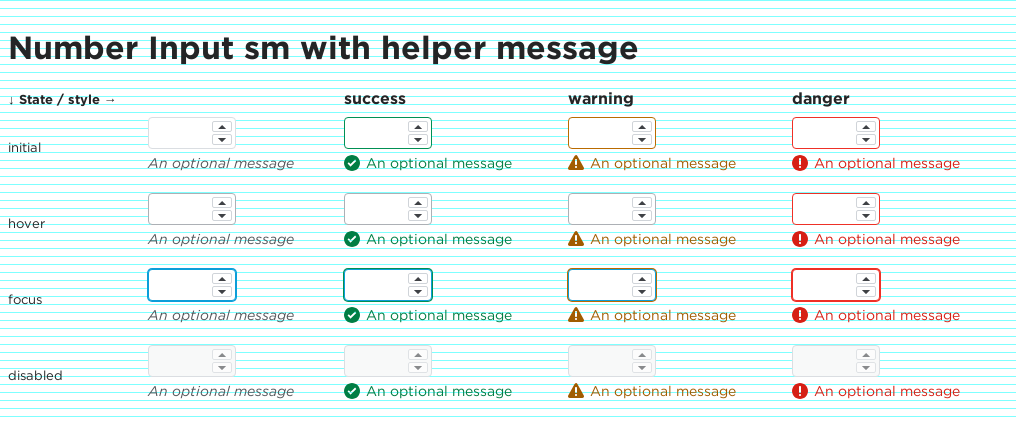 Number Input sm with helper message
↓ State / style → success warning danger
initial
An optional message An optional message An optional message An optional message
hover
An optional message An optional message An optional message An optional message
focus
An optional message An optional message An optional message An optional message
disabled
An optional message An optional message An optional message An optional message